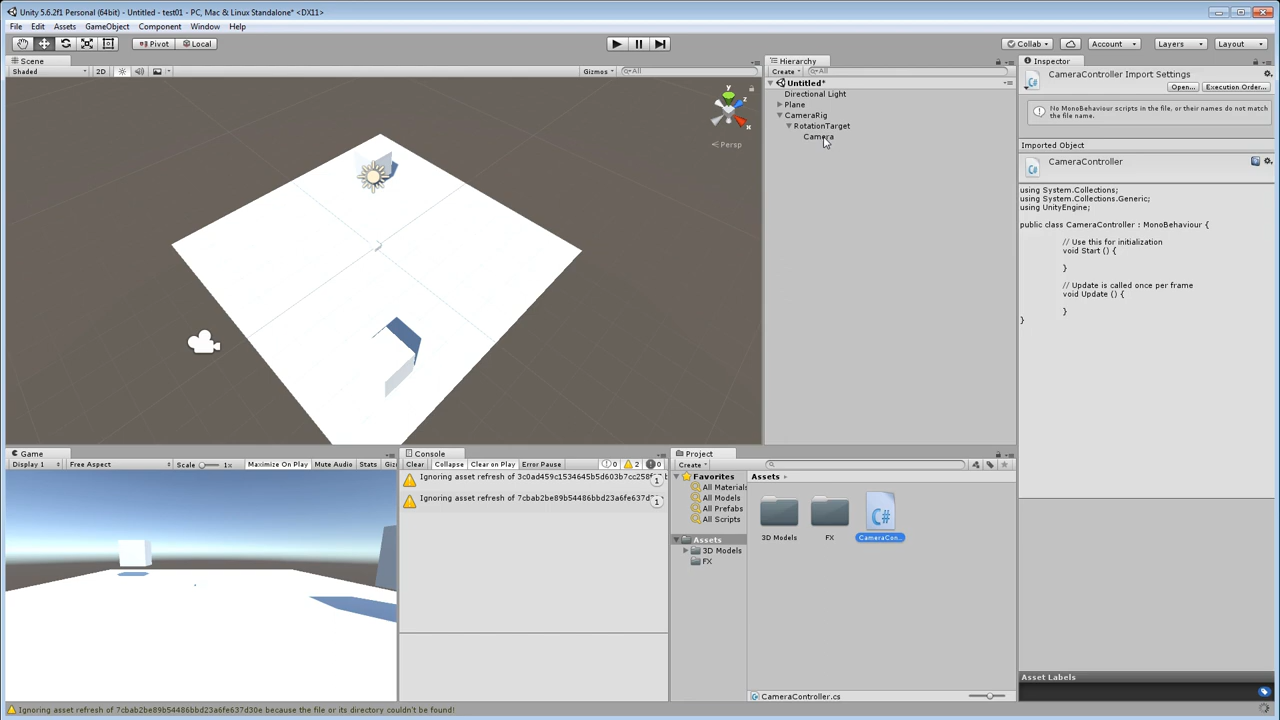 Unity 5.6.2f1 Personal (64bit) - Untitled - test01 - PC, Mac & Linux Standalone* <DX11>
File Edit Assets GameObject Component Window Help
Pivot Local Collab Account Layers Layout
Scene
Shaded 2D Gizmos All
y
z
x
Persp
Hierarchy
Create All
Untitled*
Directional Light
Plane
CameraRig
RotationTarget
Camera
Inspector
CameraController Import Settings
Open... Execution Order...
No MonoBehaviour scripts in the file, or their names do not match the file name.
Imported Object
CameraController
using System.Collections;
using System.Collections.Generic;
using UnityEngine;
public class CameraController : MonoBehaviour {
// Use this for initialization
void Start () {
}
// Update is called once per frame
void Update () {
}
}
Game
Display 1 Free Aspect Scale 1x Maximize On Play Mute Audio Stats Giz
Console
Clear Collapse Clear on Play Error Pause 0 2 0
Ignoring asset refresh of 3c0ad459c1534645b5d603b7cc258f 1
Ignoring asset refresh of 7cbab2be89b54486bbd23a6fe637d 1
Project
Create
Favorites
All Materials
All Models
All Prefabs
All Scripts
Assets
3D Models
FX
Assets
3D Models FX C# CameraCon...
CameraController.cs
Asset Labels
Ignoring asset refresh of 7cbab2be89b54486bbd23a6fe637d30e because the file or its directory couldn't be found!